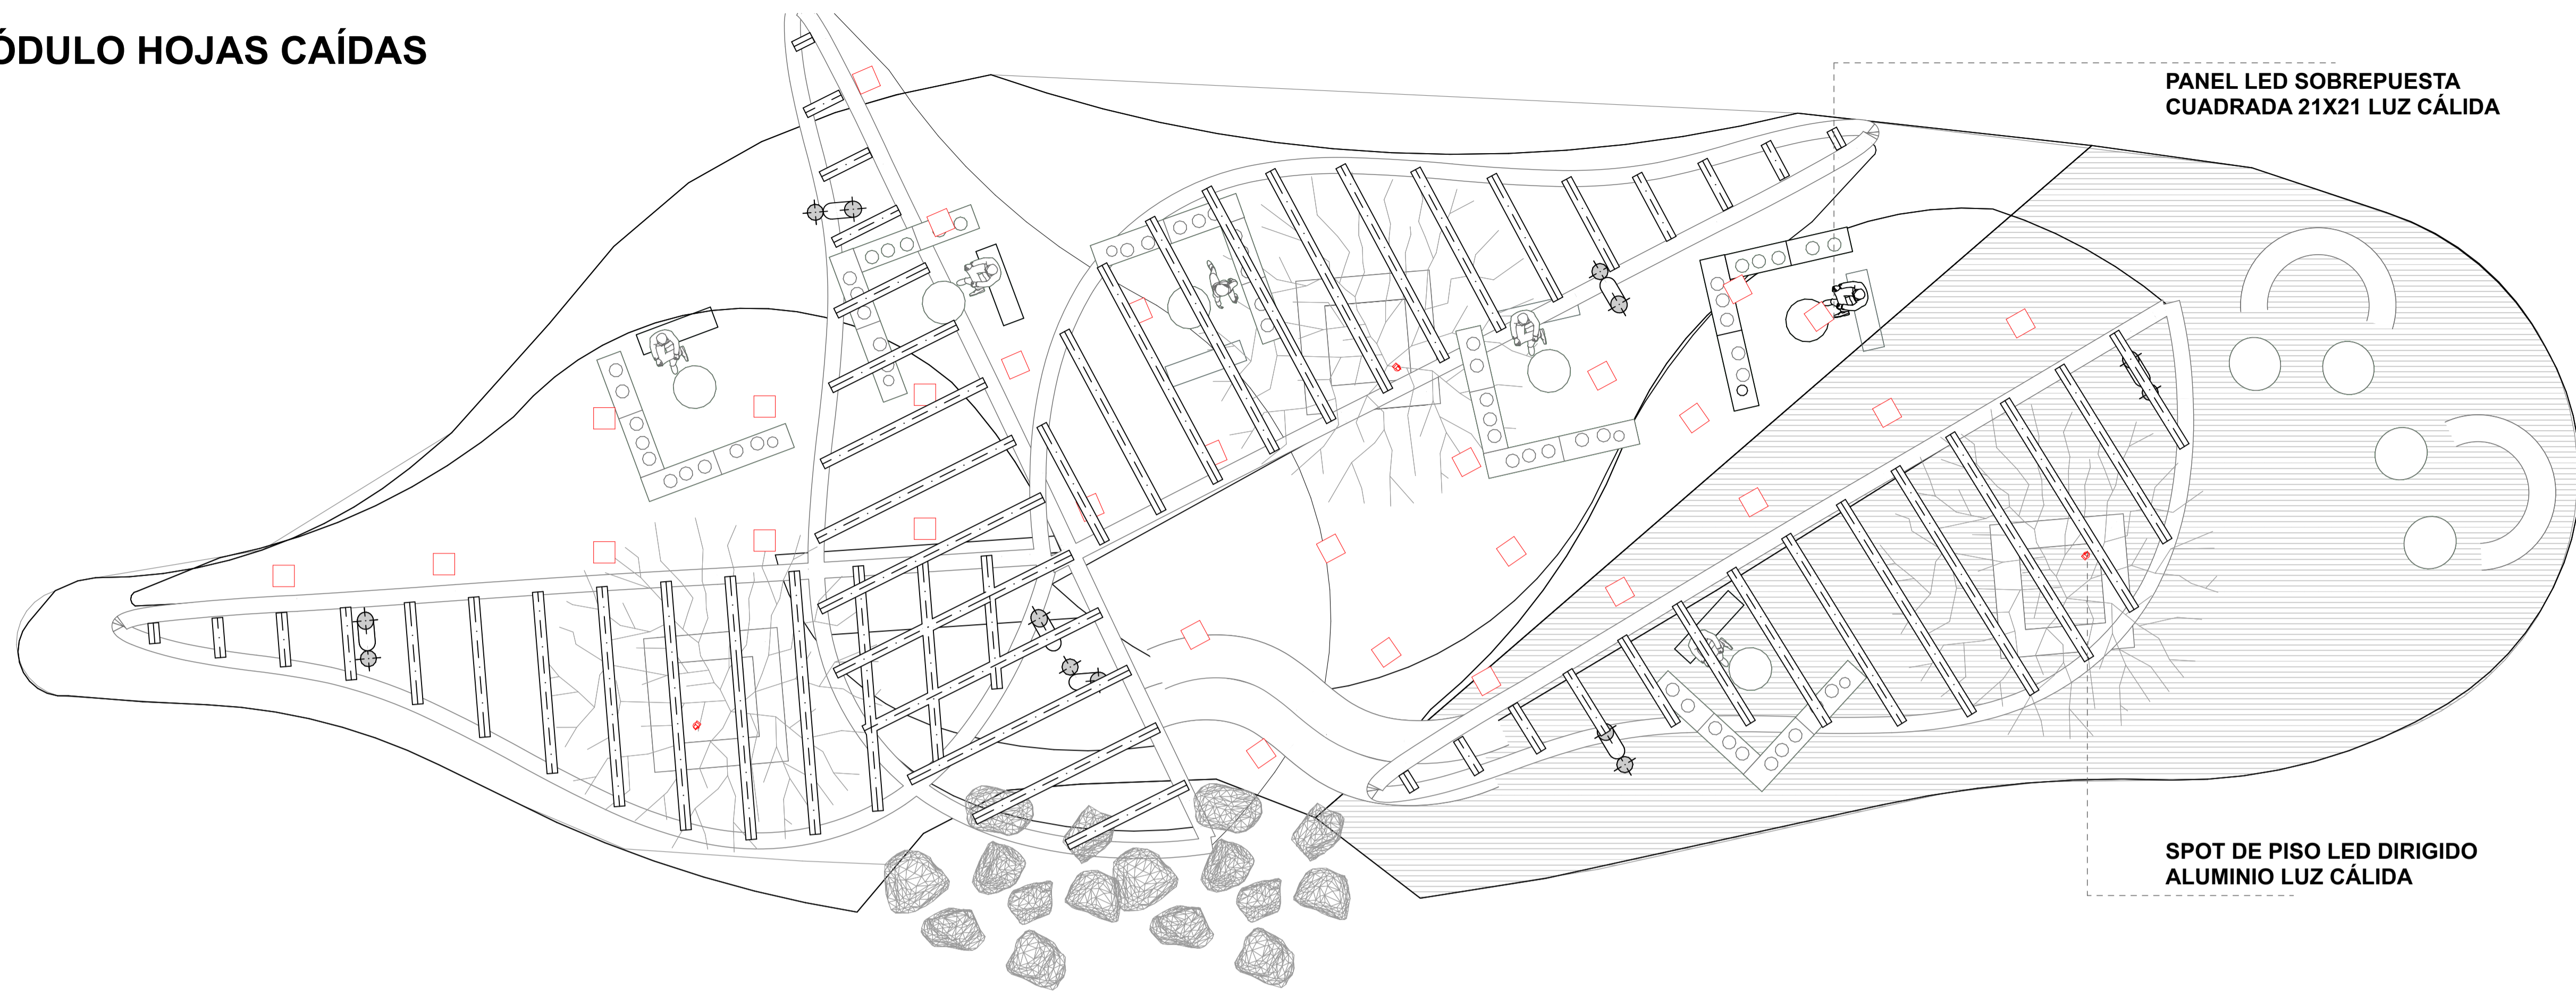 ÓDULO HOJAS CAÍDAS
PANEL LED SOBREPUESTA
CUADRADA 21X21 LUZ CÁLIDA
SPOT DE PISO LED DIRIGIDO
ALUMINIO LUZ CÁLIDA